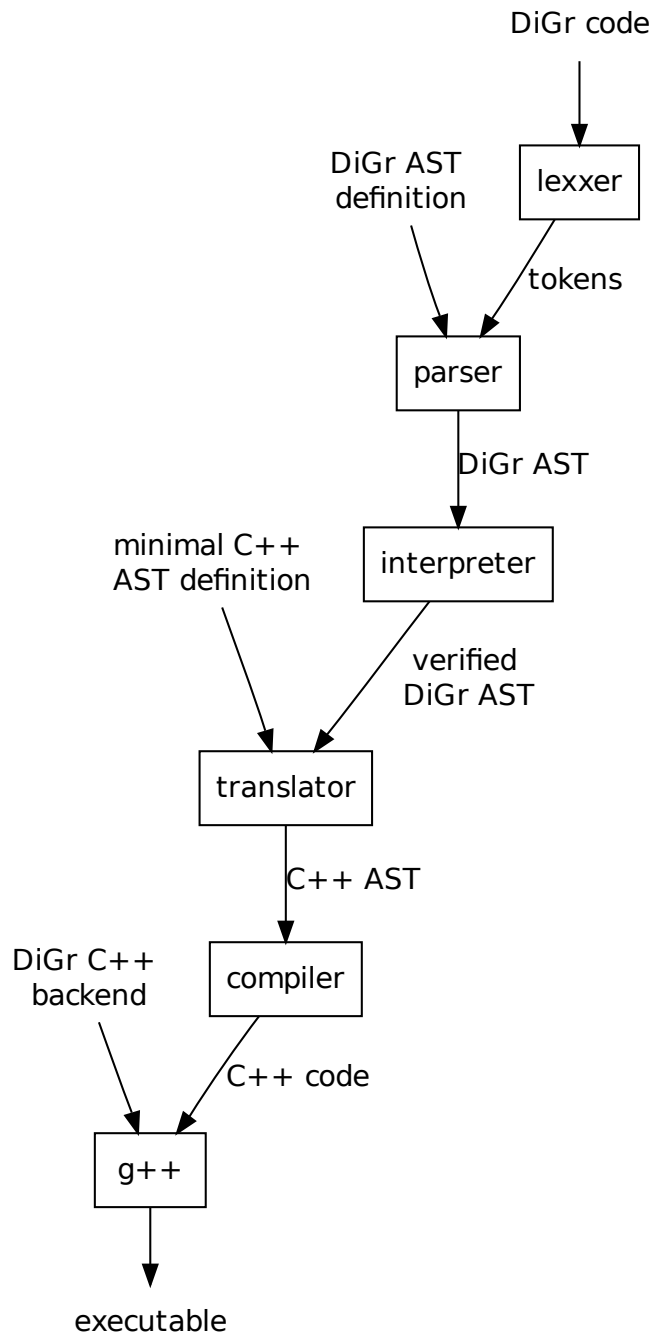 DiGr code
lexxer
DiGr AST
definition
tokens
parser
DiGr AST
minimal C++
AST definition
interpreter
verified
DiGr AST
translator
C++ AST
DiGr C++
backend
compiler
C++ code
g++
executable